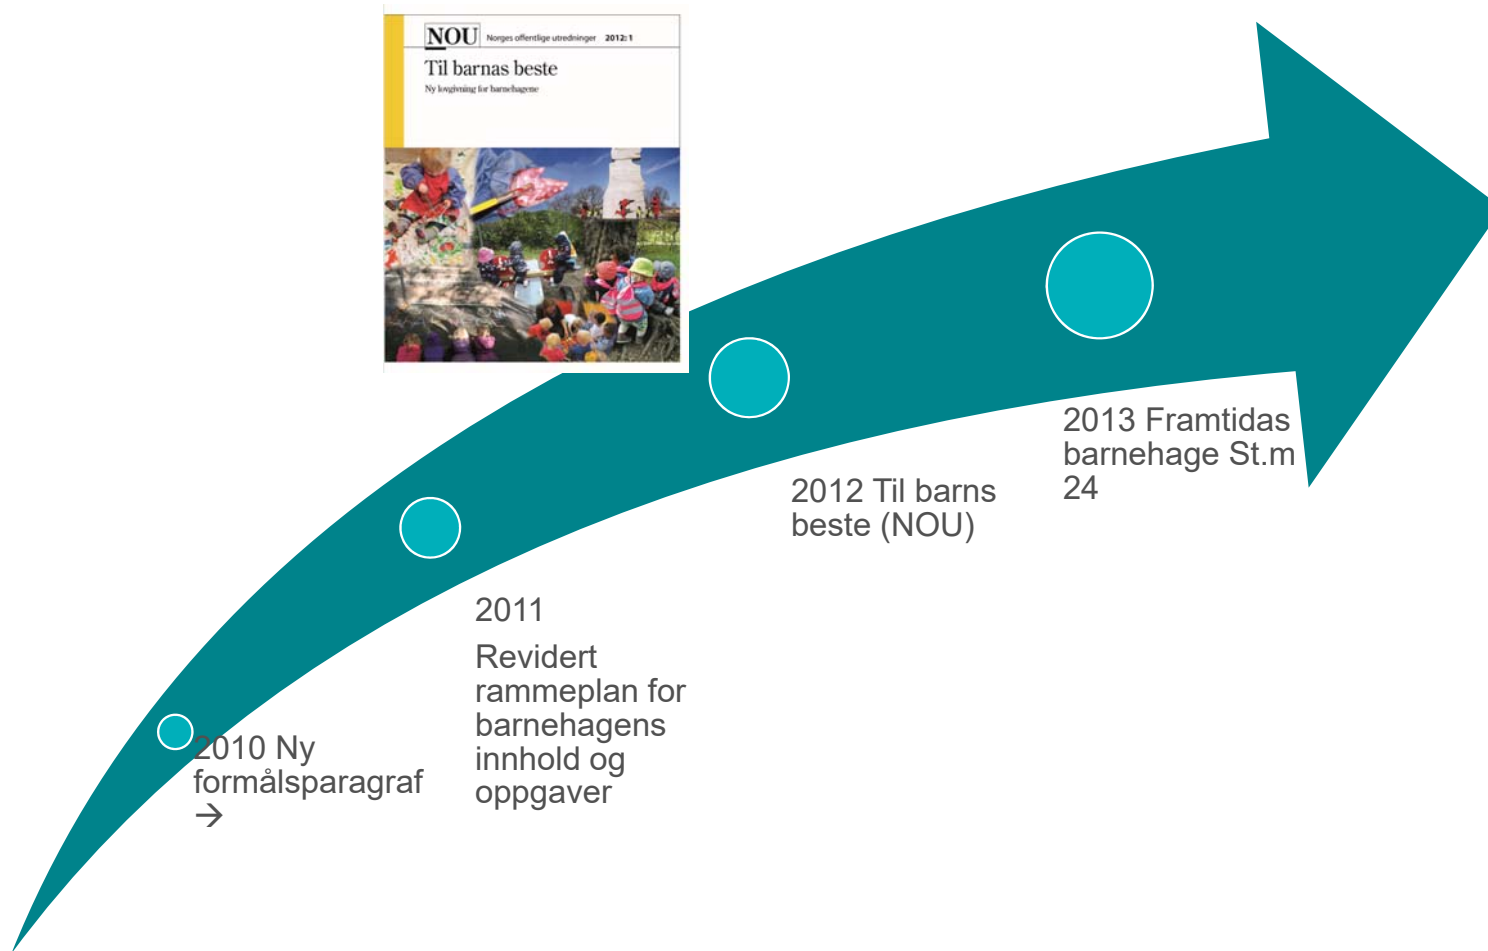 NOU Norges offentlige utredninger 2012: 1
Til barnas beste
Ny lovgivning for barnehagene
2010 Ny
formålsparagraf
→
2011
Revidert
rammeplan for
barnehagens
innhold og
oppgaver
2012 Til barns
beste (NOU)
2013 Framtidas
barnehage St.m
24